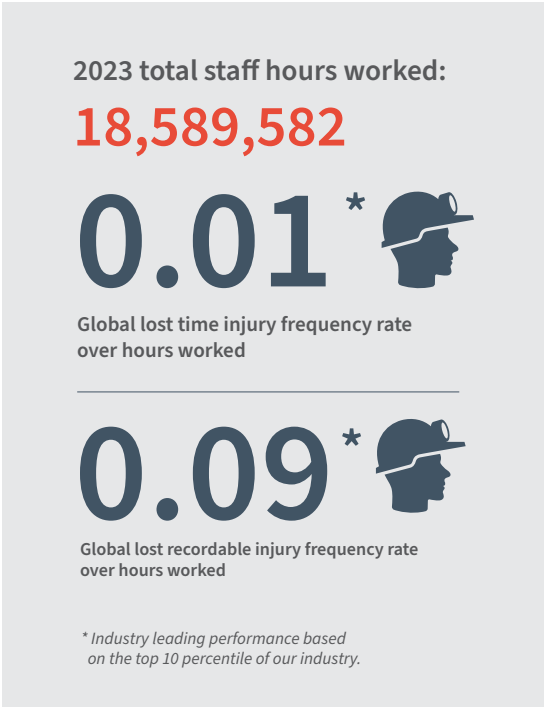 2023 total staff hours worked:
18,589,582
0.01*
Global lost time injury frequency rate
over hours worked
0.09*
Global lost recordable injury frequency rate
over hours worked
* Industry leading performance based
on the top 10 percentile of our industry.